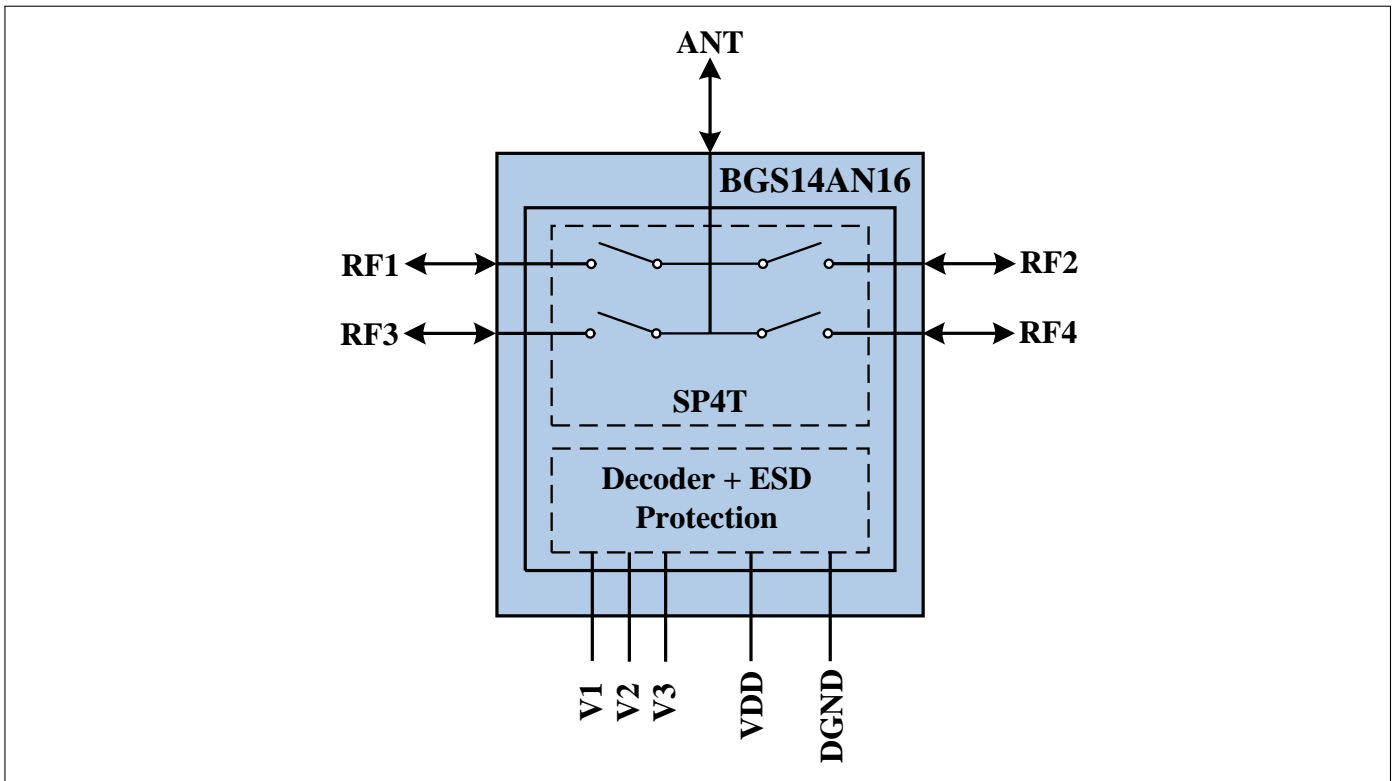 ANT
BGS14AN16
RF1
RF2
RF3
RF4
SP4T
Decoder + ESD
Protection
V1
V2
V3
VDD
DGND